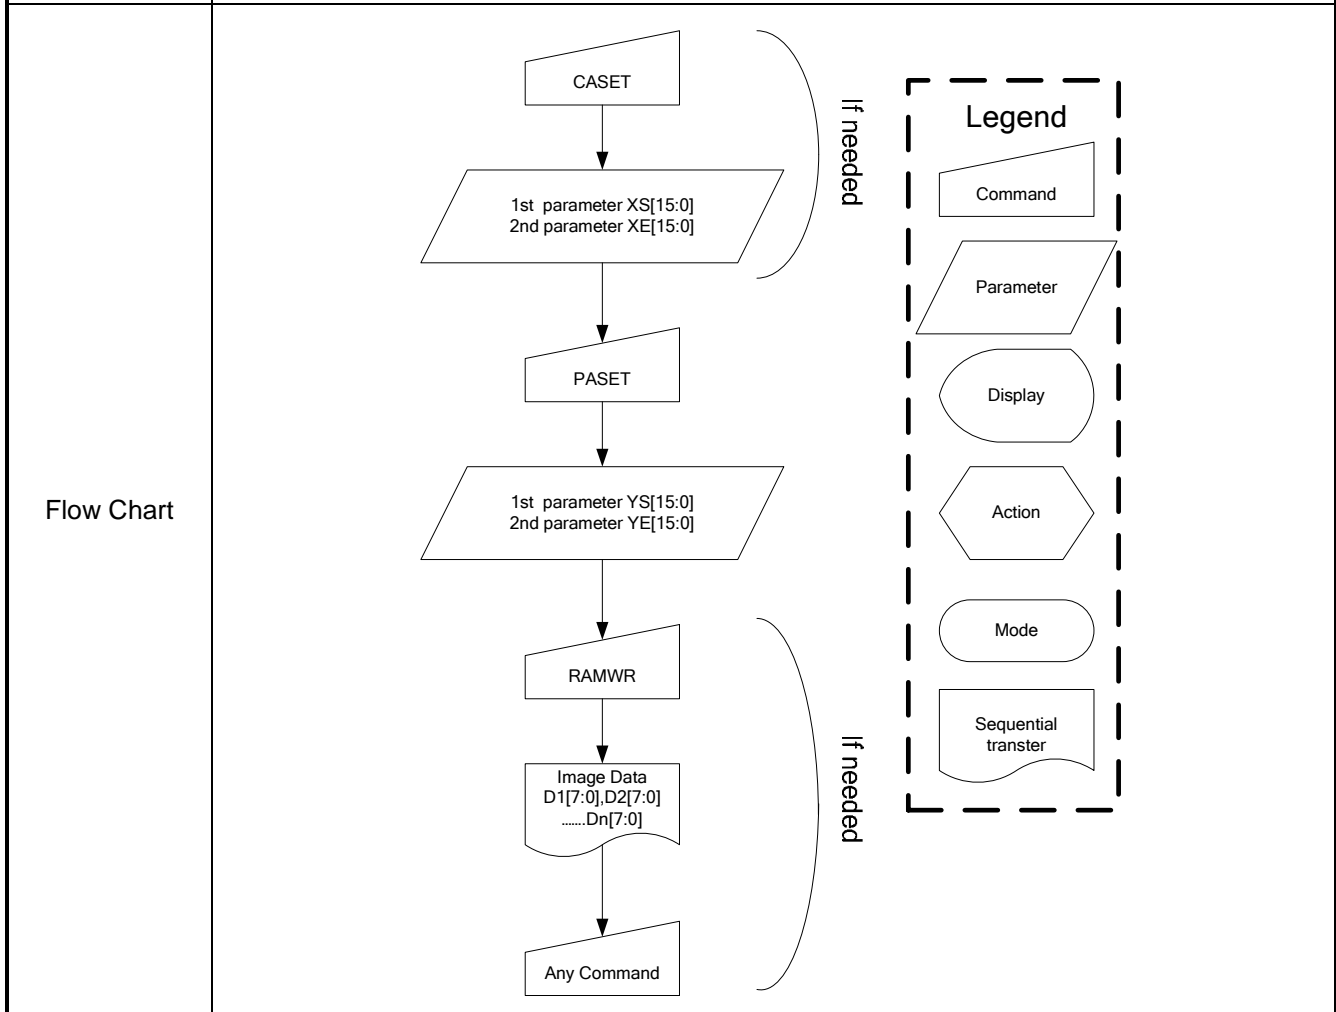 Flow Chart
CASET
1st parameter XS[15:0]
2nd parameter XE[15:0]
If needed
PASET
1st parameter YS[15:0]
2nd parameter YE[15:0]
RAMWR
Image Data
D1[7:0],D2[7:0]
.......Dn[7:0]
Any Command
If needed
Legend
Command
Parameter
Display
Action
Mode
Sequential
transter